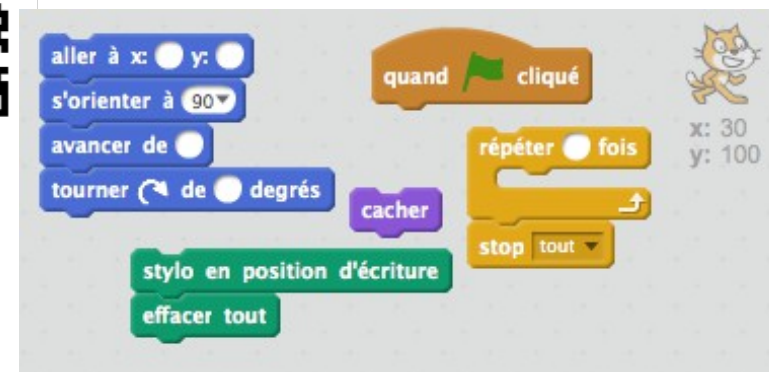 aller à x: y:
s'orienter à 90
avancer de
tourner de degrés
quand cliqué
répéter fois
stop tout
cacher
stylo en position d'écriture
effacer tout
x: 30
y: 100